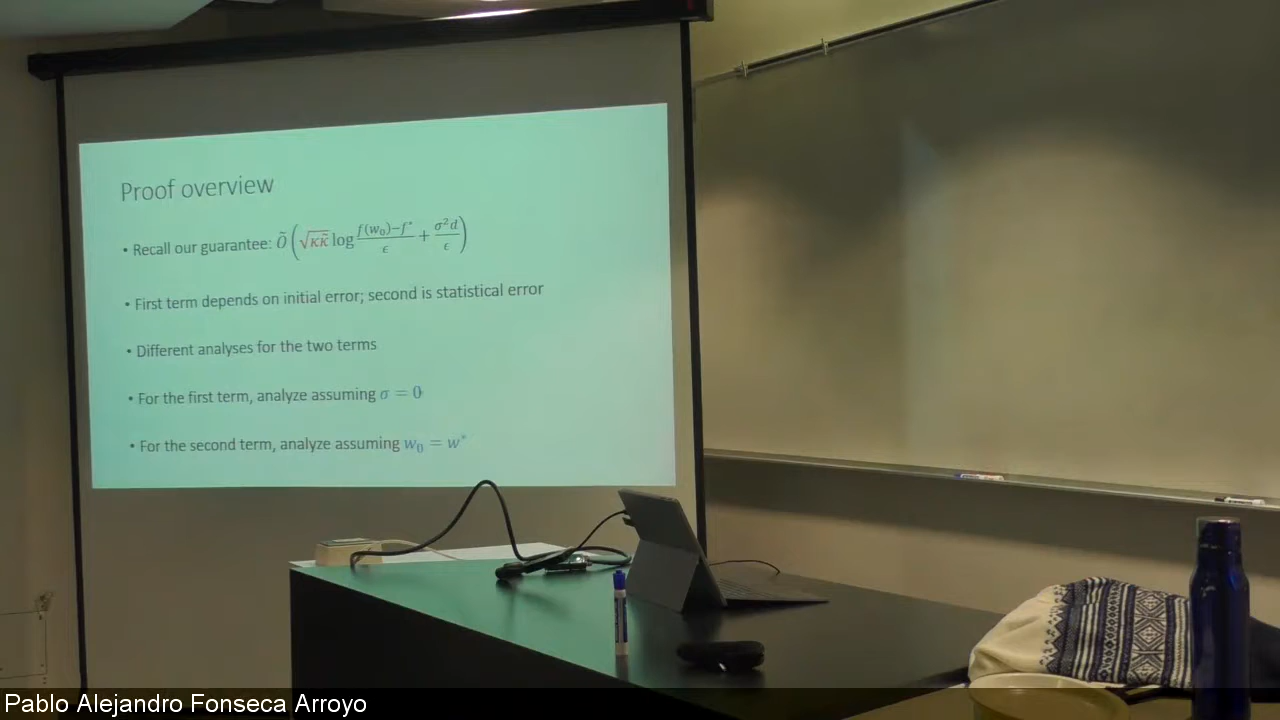 Proof overview
• Recall our guarantee: Õ(√κκ̃ log (f(w₀)−f*)/ϵ + σ²d/ϵ)
• First term depends on initial error; second is statistical error
• Different analyses for the two terms
• For the first term, analyze assuming σ = 0
• For the second term, analyze assuming w₀ = w*
Pablo Alejandro Fonseca Arroyo